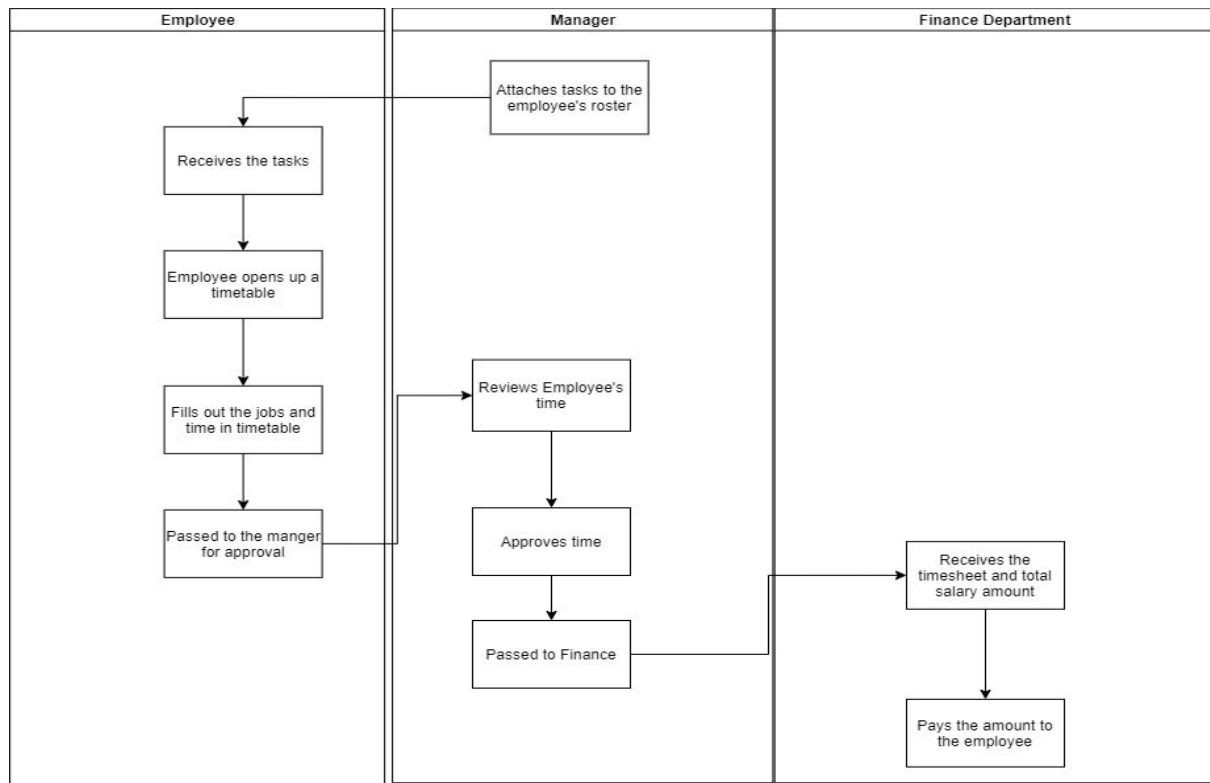 Employee
Manager
Finance Department
Attaches tasks to the
employee's roster
Receives the tasks
Employee opens up a
timetable
Fills out the jobs and
time in timetable
Passed to the manger
for approval
Reviews Employee's
time
Approves time
Passed to Finance
Receives the
timesheet and total
salary amount
Pays the amount to
the employee